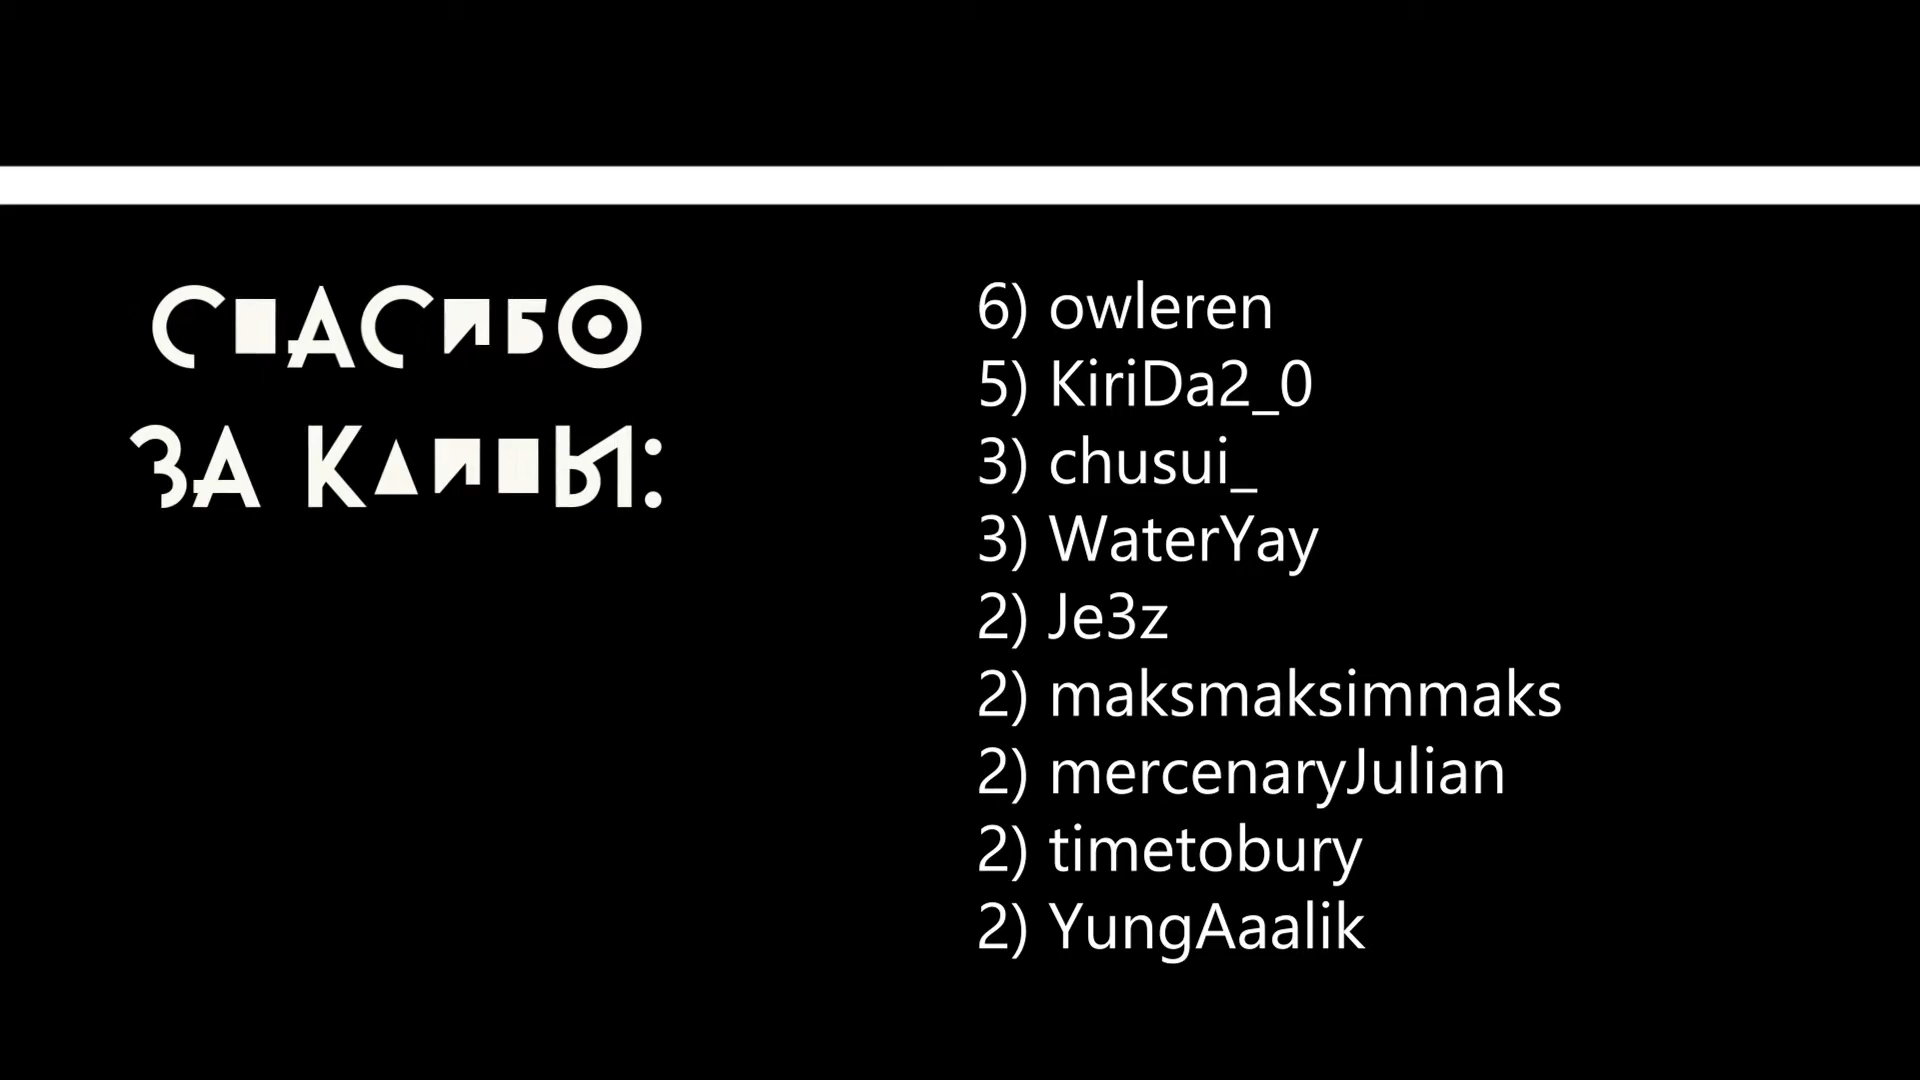 СПАСИБО
ЗА КЛИПЫ:
6) owleren
5) KiriDa2_0
3) chusui_
3) WaterYay
2) Je3z
2) maksmaksimmaks
2) mercenaryJulian
2) timetobury
2) YungAaalik